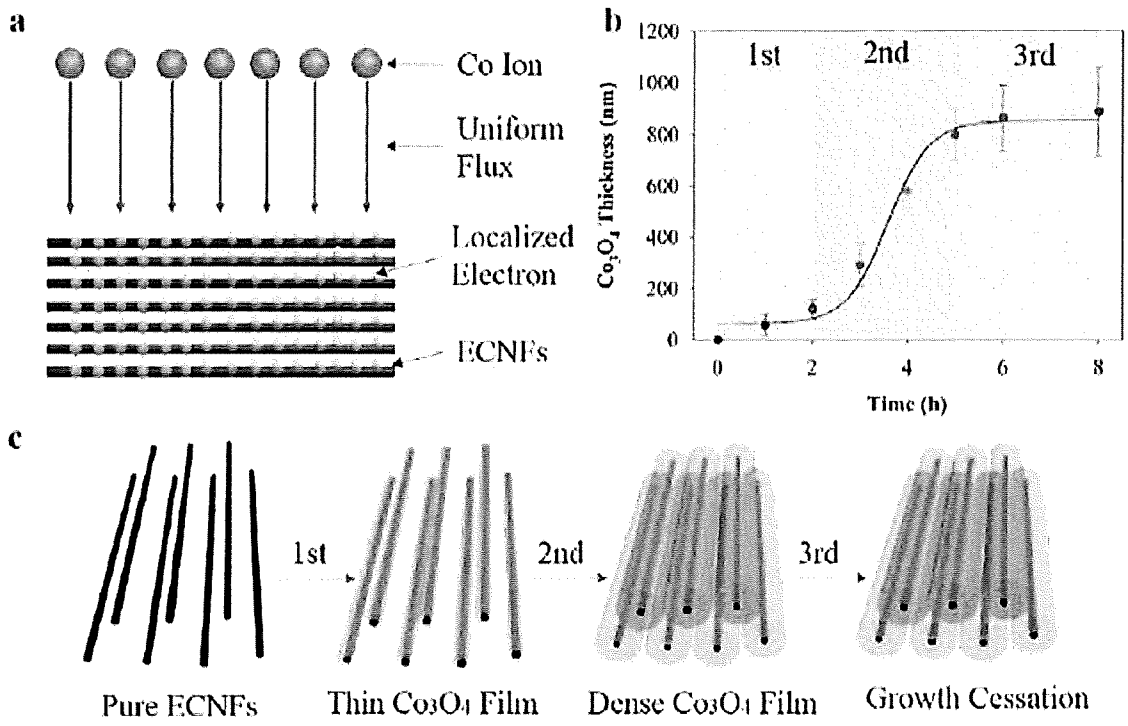 a
Co Ion
Uniform
Flux
Localized
Electron
ECNFs
b
1200
1000
800
600
400
200
0
Co₃O₄ Thickness (nm)
1st
2nd
3rd
0
2
4
6
8
Time (h)
c
1st
2nd
3rd
Pure ECNFs
Thin Co₃O₄ Film
Dense Co₃O₄ Film
Growth Cessation